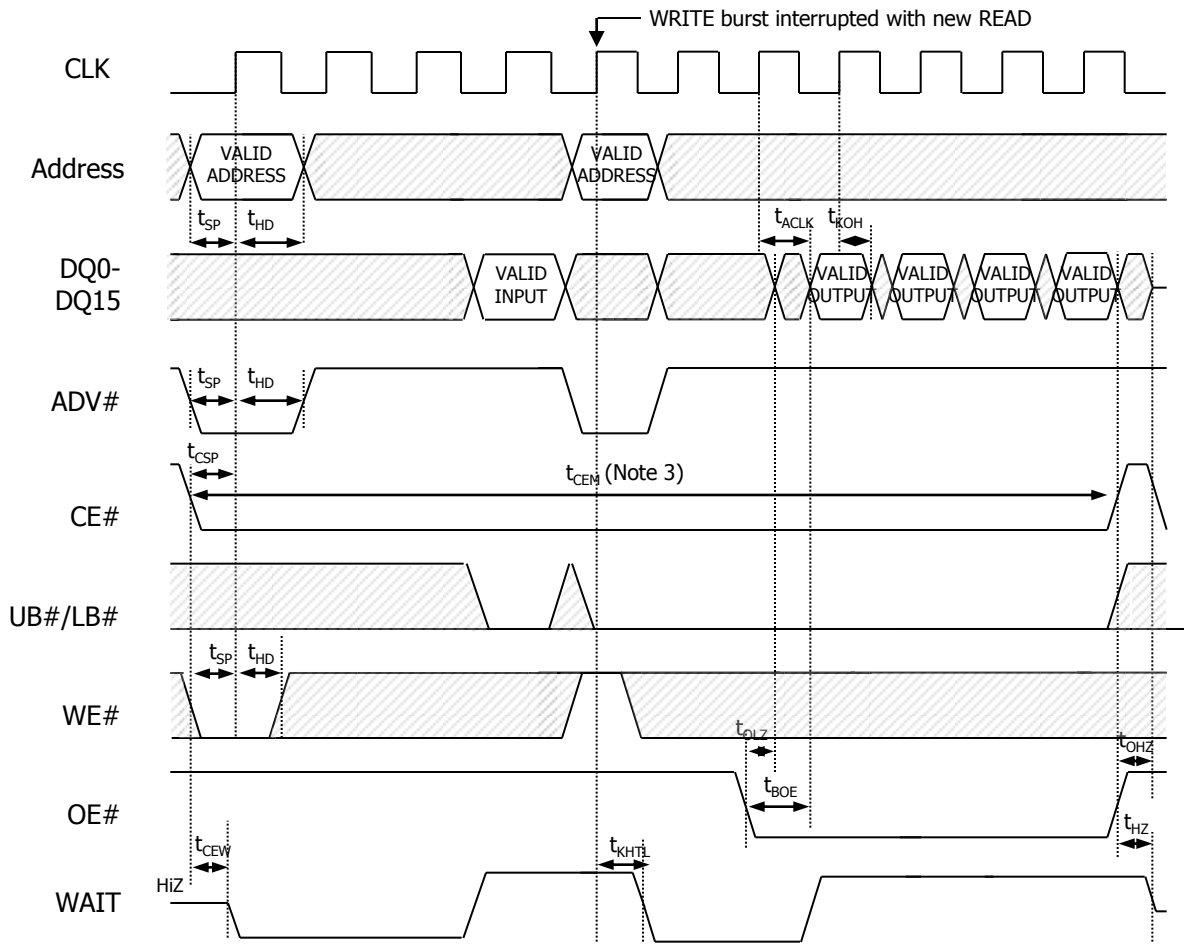 WRITE burst interrupted with new READ
CLK
Address
VALID
ADDRESS
VALID
ADDRESS
tSP
tHD
tACLK
tKOH
DQ0-
DQ15
VALID
INPUT
VALID
OUTPUT
VALID
OUTPUT
VALID
OUTPUT
VALID
OUTPUT
ADV#
tSP
tHD
CE#
tCSP
tCEM (Note 3)
UB#/LB#
WE#
tSP
tHD
tOLZ
tOHZ
OE#
tBOE
tHZ
tCEW
tKHTL
HiZ
WAIT